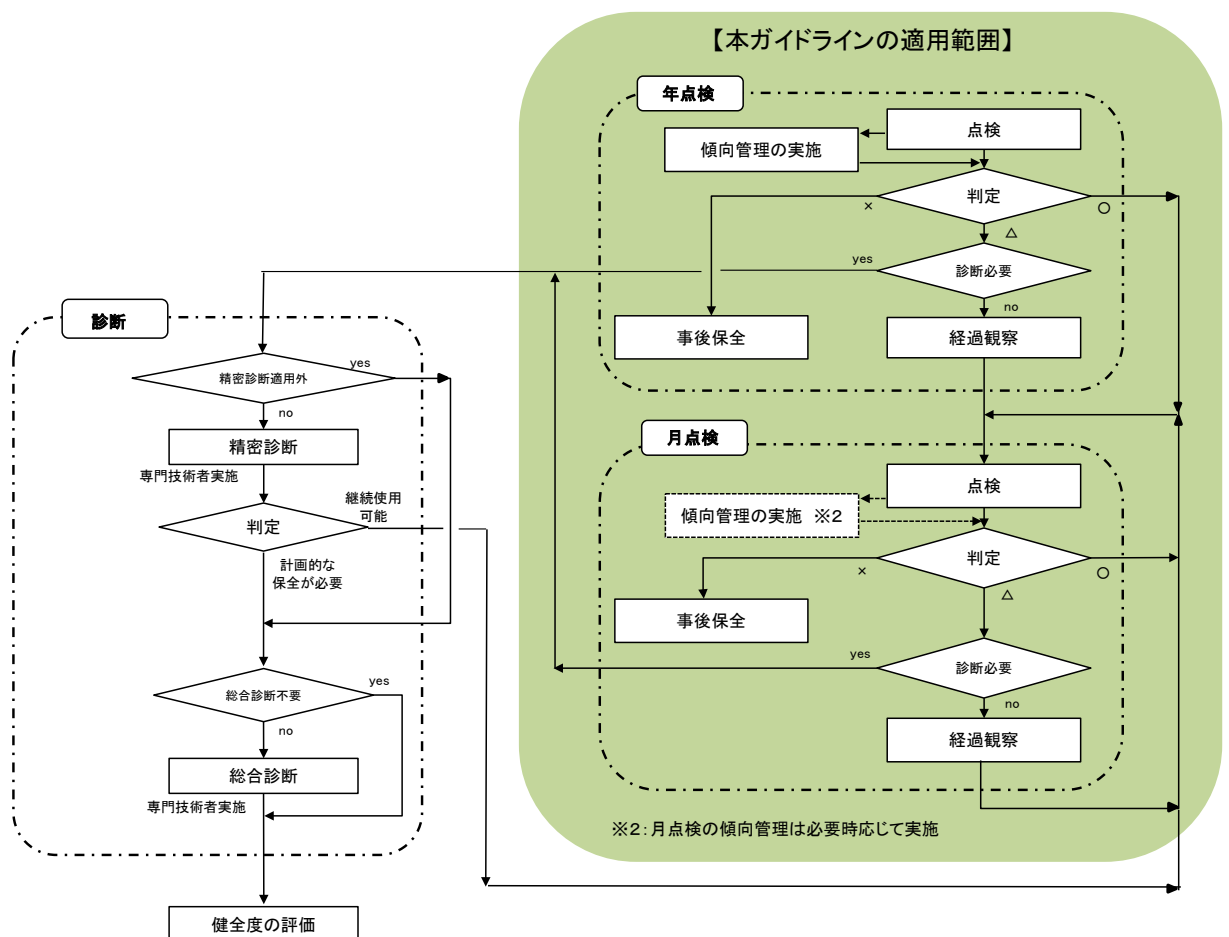 【本ガイドラインの適用範囲】
年点検
点検
傾向管理の実施
判定
×
○
△
yes
診断必要
no
事後保全
経過観察
月点検
点検
傾向管理の実施 ※2
判定
×
○
△
事後保全
yes
診断必要
no
経過観察
※2:月点検の傾向管理は必要時応じて実施
診断
精密診断適用外
yes
no
精密診断
専門技術者実施
判定
継続使用
可能
計画的な
保全が必要
総合診断不要
yes
no
総合診断
専門技術者実施
健全度の評価